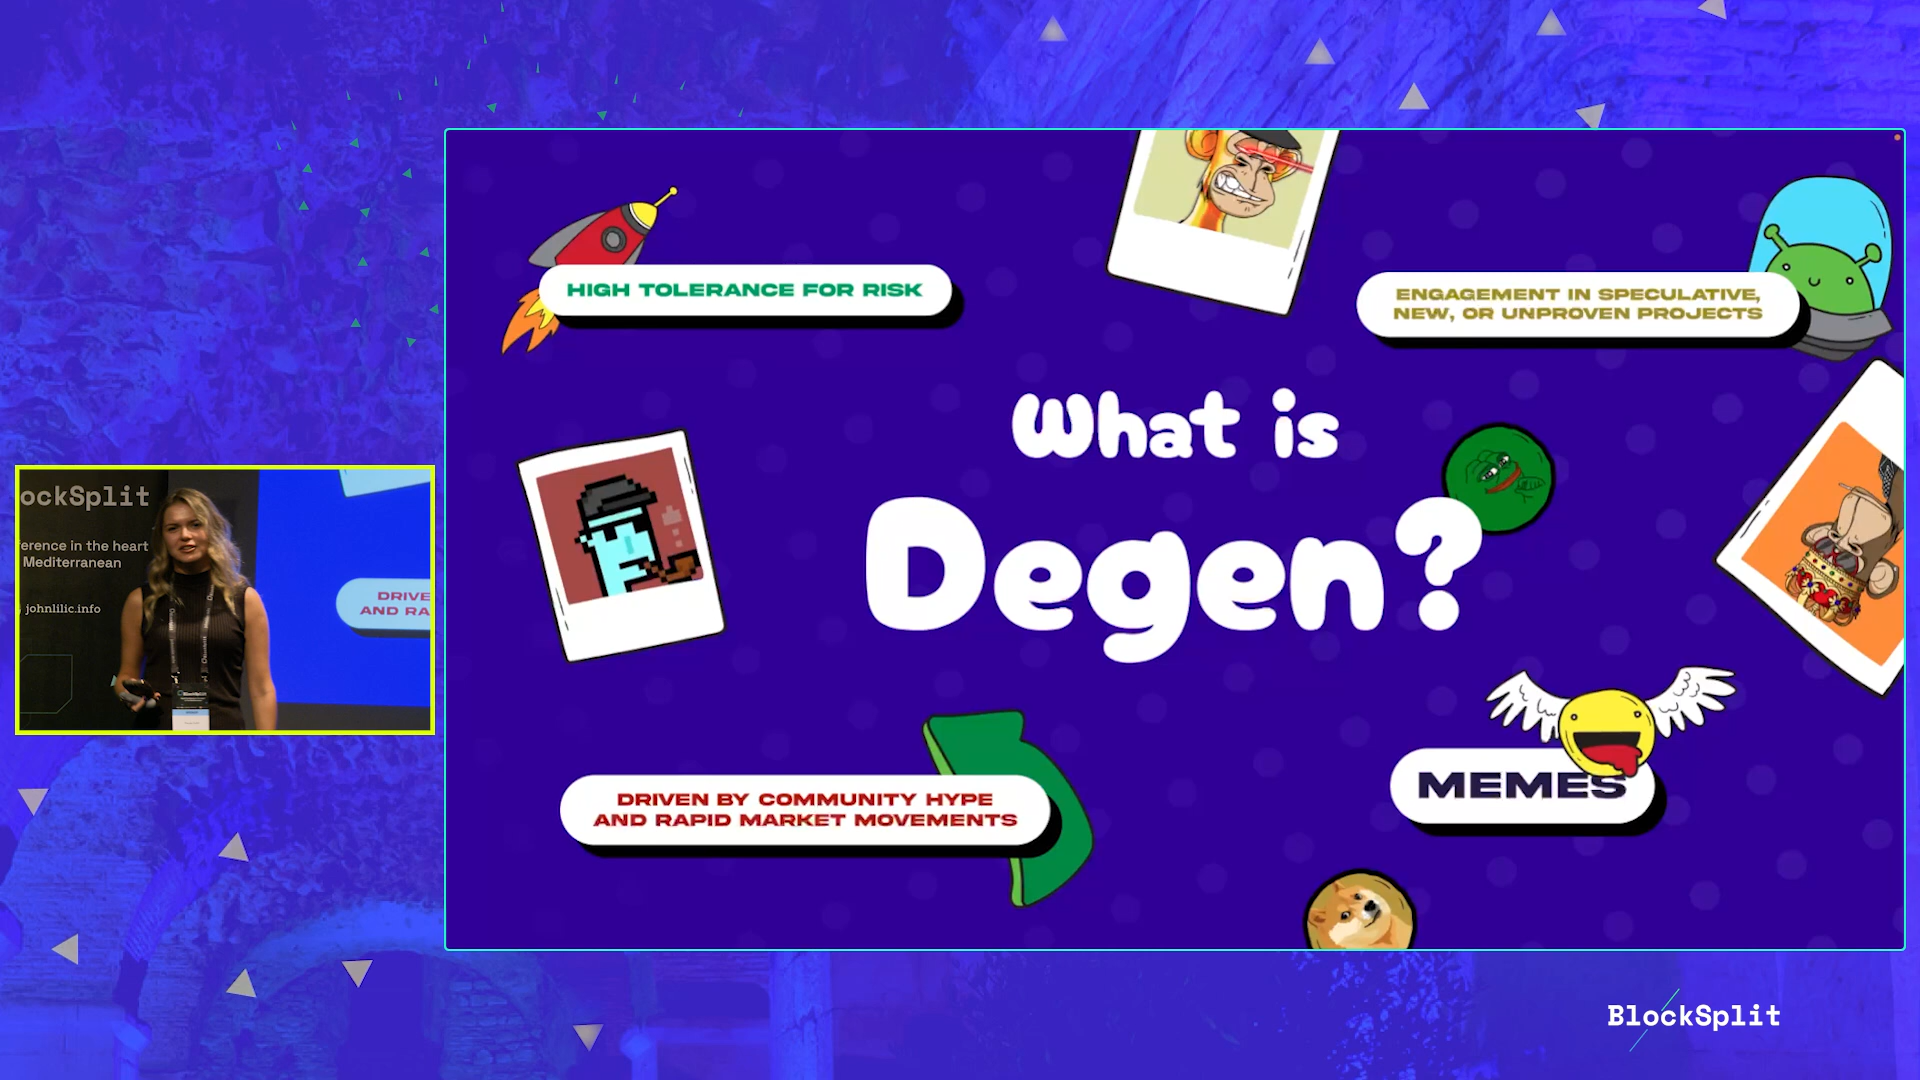 HIGH TOLERANCE FOR RISK
ENGAGEMENT IN SPECULATIVE,
NEW, OR UNPROVEN PROJECTS
What is
Degen?
DRIVEN BY COMMUNITY HYPE
AND RAPID MARKET MOVEMENTS
MEMES
ockSplit
erence in the heart
Mediterranean
johnlilic.info
DRIVE
AND RA
BlockSplit